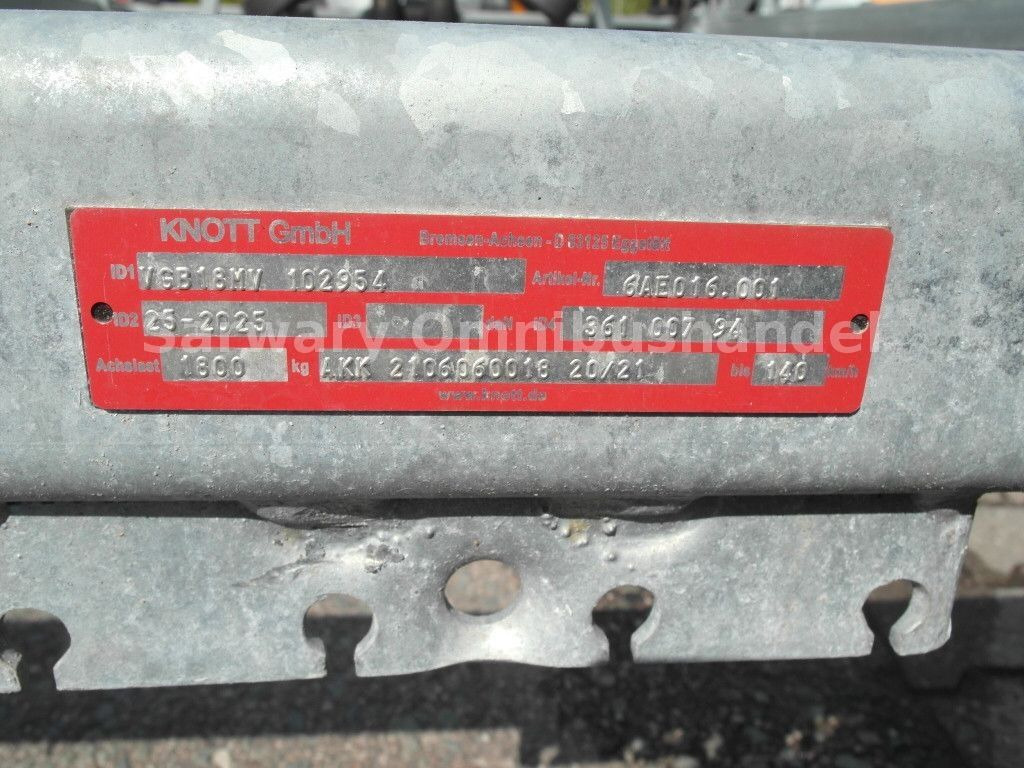 KNOTT GmbH Bremsen-Achsen - D 83125 Eggstätt
ID1 VGB18MV 102954 Artikel-Nr. 6AE016.001
ID2 25-2025 ID3 daN ID4 361 007 94
Sarwary Omnibushandel
Achslast 1800 kg AKK 2106060018 20/21 bis 140 km/h
www.knott.de